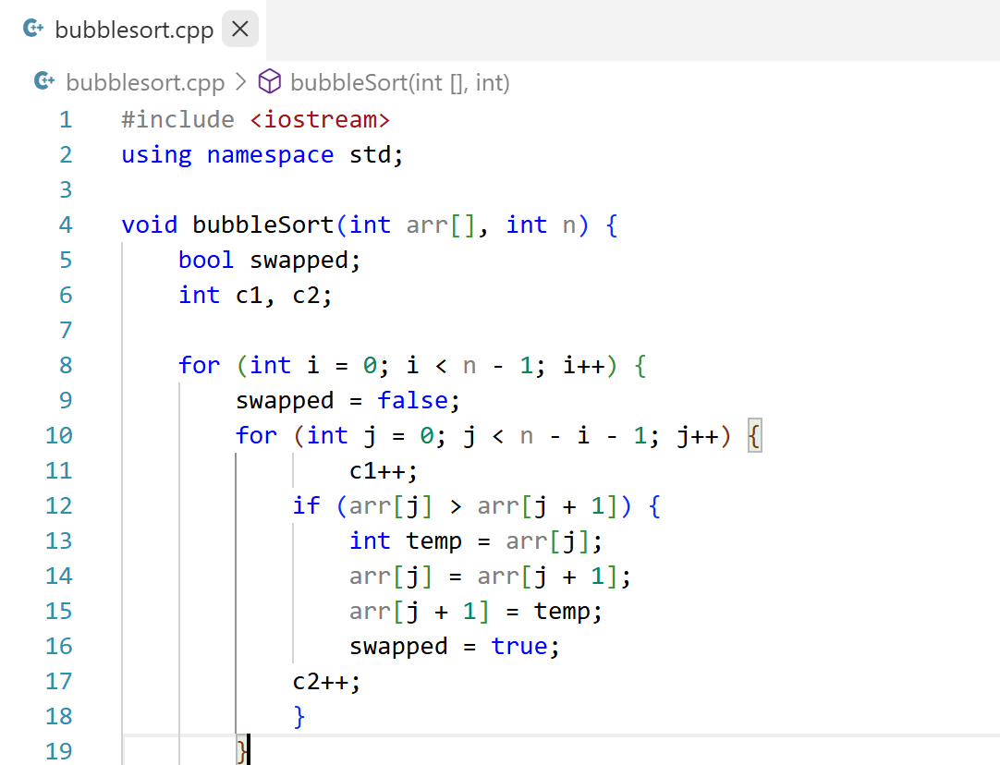 bubblesort.cpp
bubblesort.cpp > bubbleSort(int [], int)
1 #include <iostream>
2 using namespace std;
3
4 void bubbleSort(int arr[], int n) {
5     bool swapped;
6     int c1, c2;
7
8     for (int i = 0; i < n - 1; i++) {
9         swapped = false;
10         for (int j = 0; j < n - i - 1; j++) {
11                 c1++;
12             if (arr[j] > arr[j + 1]) {
13                 int temp = arr[j];
14                 arr[j] = arr[j + 1];
15                 arr[j + 1] = temp;
16                 swapped = true;
17             c2++;
18             }
19         }